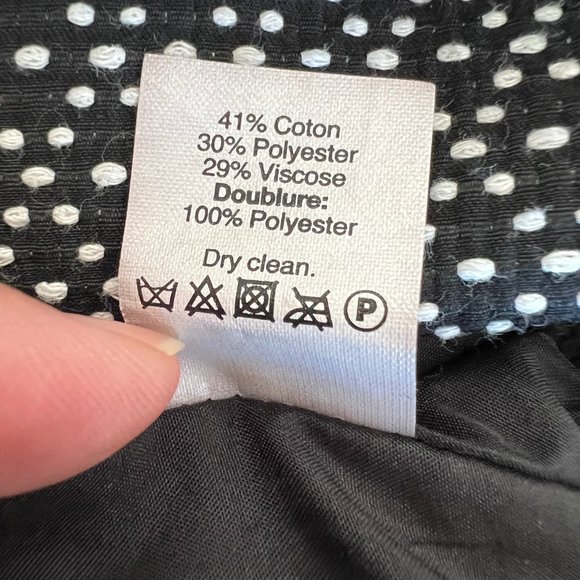 41% Coton
30% Polyester
29% Viscose
Doublure:
100% Polyester
Dry clean.
P